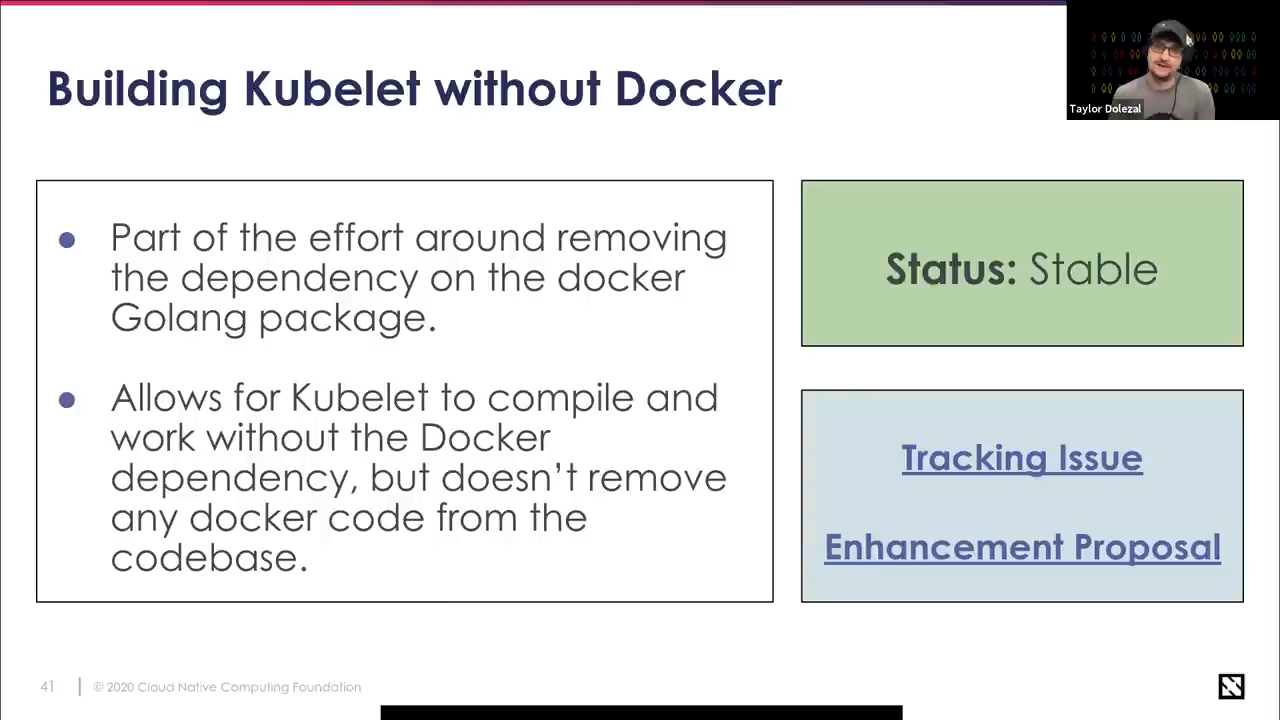 Building Kubelet without Docker
Taylor Dolezal
● Part of the effort around removing
the dependency on the docker
Golang package.
● Allows for Kubelet to compile and
work without the Docker
dependency, but doesn’t remove
any docker code from the
codebase.
Status: Stable
Tracking Issue
Enhancement Proposal
41
© 2020 Cloud Native Computing Foundation